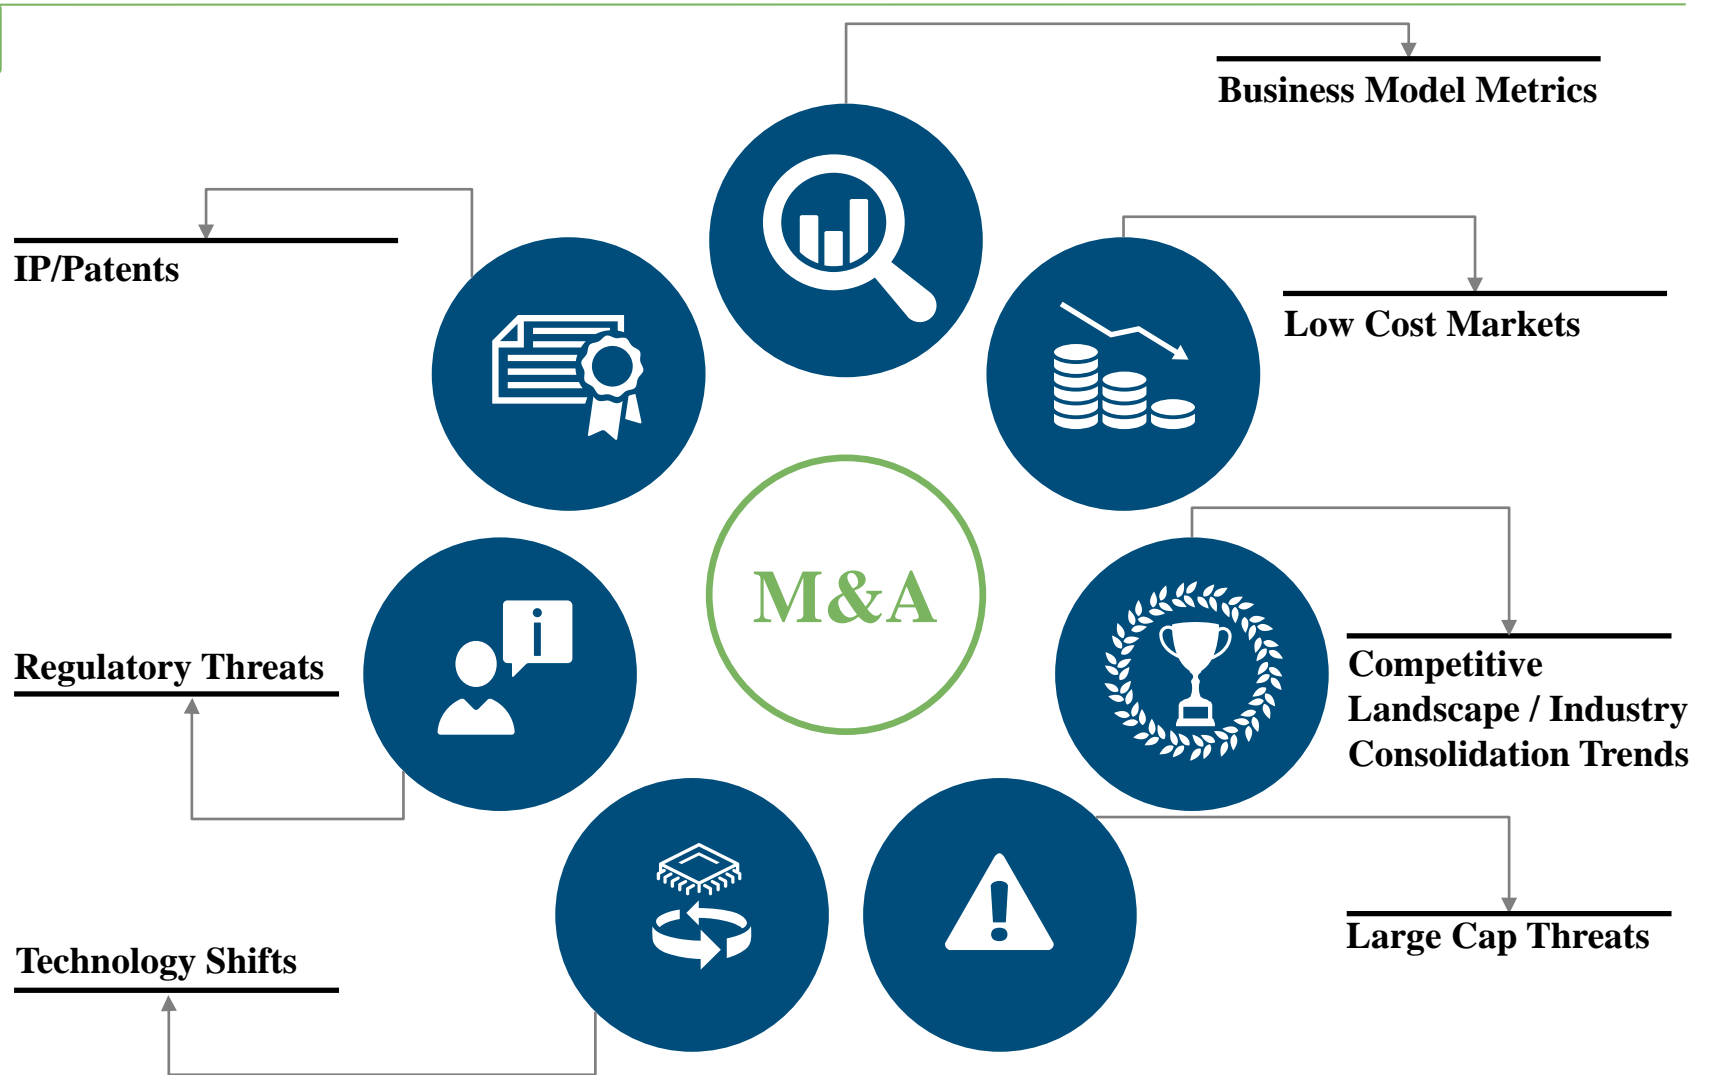 Business Model Metrics
IP/Patents
Low Cost Markets
M&A
Regulatory Threats
Competitive
Landscape / Industry
Consolidation Trends
Large Cap Threats
Technology Shifts